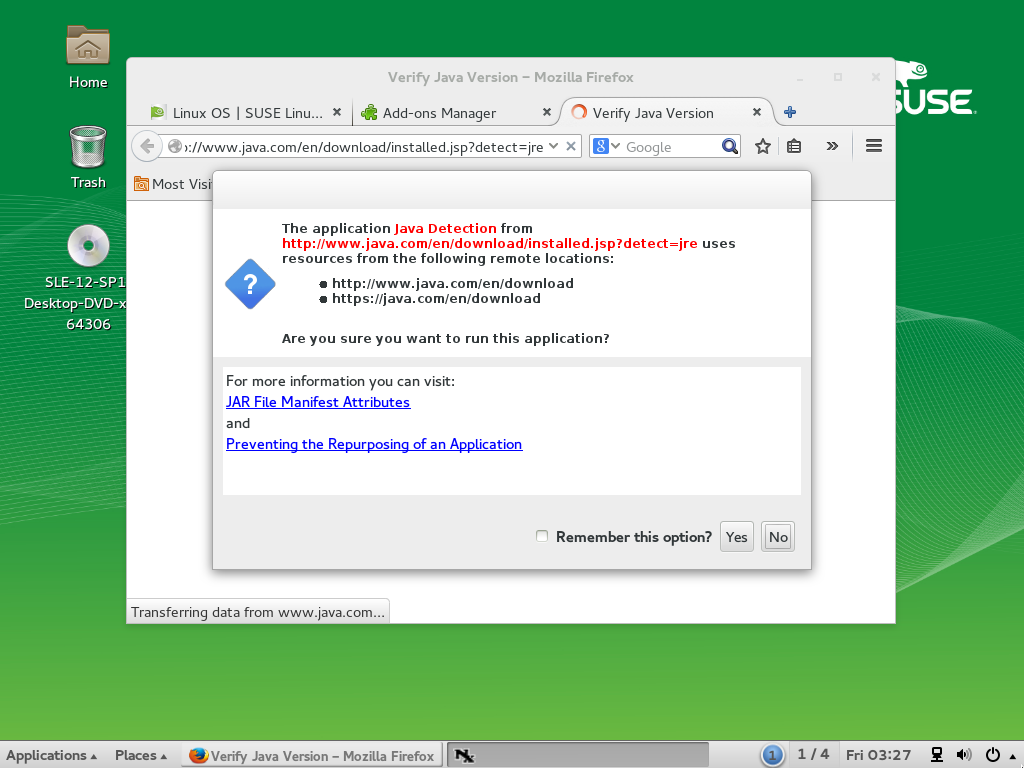 Home
Trash
SLE-12-SP1
Desktop-DVD-x
64306
SUSE
Verify Java Version – Mozilla Firefox
Linux OS | SUSE Linu...
Add-ons Manager
Verify Java Version
://www.java.com/en/download/installed.jsp?detect=jre
8
Google
Most Visi
The application Java Detection from
http://www.java.com/en/download/installed.jsp?detect=jre uses
resources from the following remote locations:
http://www.java.com/en/download
https://java.com/en/download
Are you sure you want to run this application?
For more information you can visit:
JAR File Manifest Attributes
and
Preventing the Repurposing of an Application
Remember this option?
Yes
No
Transferring data from www.java.com...
Applications
Places
Verify Java Version – Mozilla Firefox
1
1 / 4
Fri 03:27